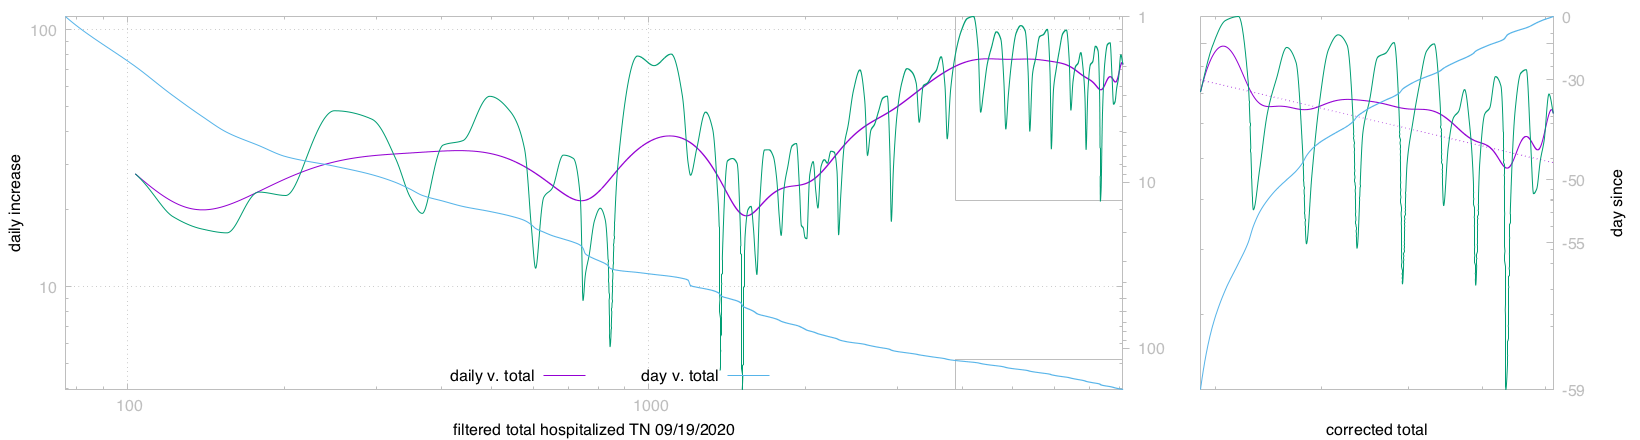 100
10
daily increase
1
10
100
daily v. total
day v. total
100
1000
filtered total hospitalized TN 09/19/2020
0
-30
-50
-55
-59
day since
corrected total